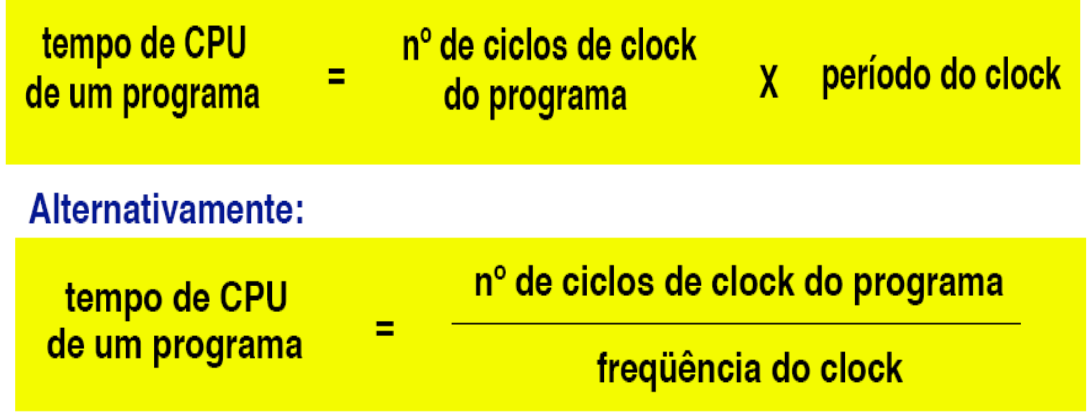 tempo de CPU
de um programa
=
nº de ciclos de clock
do programa
X
período do clock
Alternativamente:
tempo de CPU
de um programa
=
nº de ciclos de clock do programa
freqüência do clock